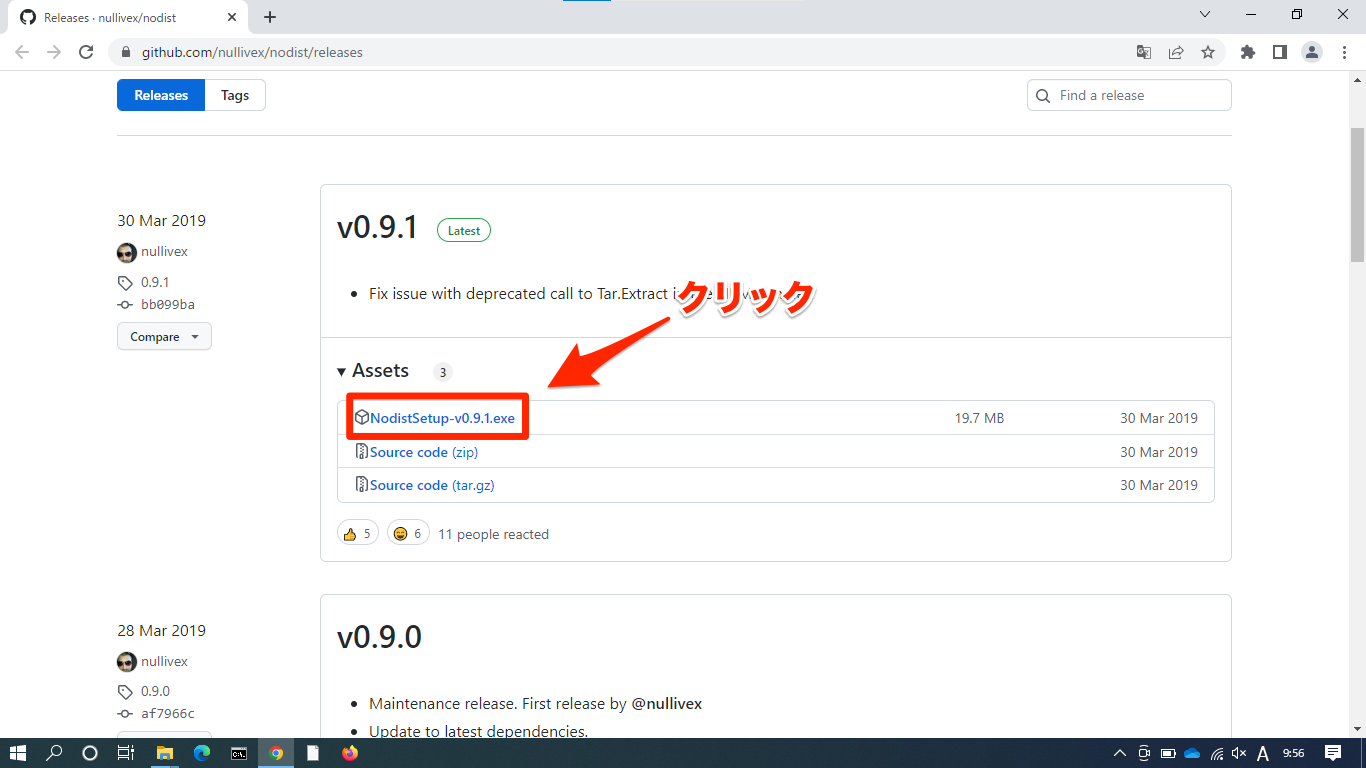 Releases · nullivex/nodist
github.com/nullivex/nodist/releases
Releases
Tags
Find a release
30 Mar 2019
nullivex
0.9.1
bb099ba
Compare
v0.9.1
Latest
Fix issue with deprecated call to Tar.Extract
クリック
Assets
3
NodistSetup-v0.9.1.exe
19.7 MB
30 Mar 2019
Source code (zip)
30 Mar 2019
Source code (tar.gz)
30 Mar 2019
5
6
11 people reacted
28 Mar 2019
nullivex
0.9.0
af7966c
v0.9.0
Maintenance release. First release by @nullivex
Update to latest dependencies.
A
9:56